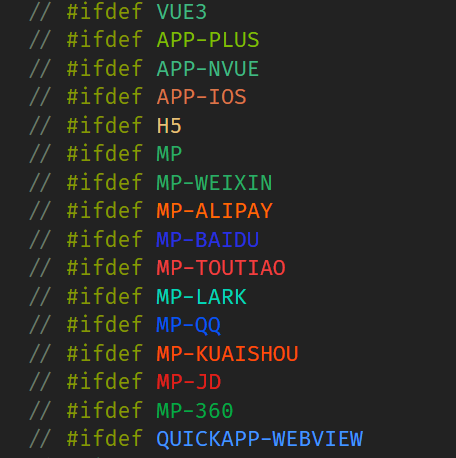 // #ifdef VUE3
// #ifdef APP-PLUS
// #ifdef APP-NVUE
// #ifdef APP-IOS
// #ifdef H5
// #ifdef MP
// #ifdef MP-WEIXIN
// #ifdef MP-ALIPAY
// #ifdef MP-BAIDU
// #ifdef MP-TOUTIAO
// #ifdef MP-LARK
// #ifdef MP-QQ
// #ifdef MP-KUAISHOU
// #ifdef MP-JD
// #ifdef MP-360
// #ifdef QUICKAPP-WEBVIEW